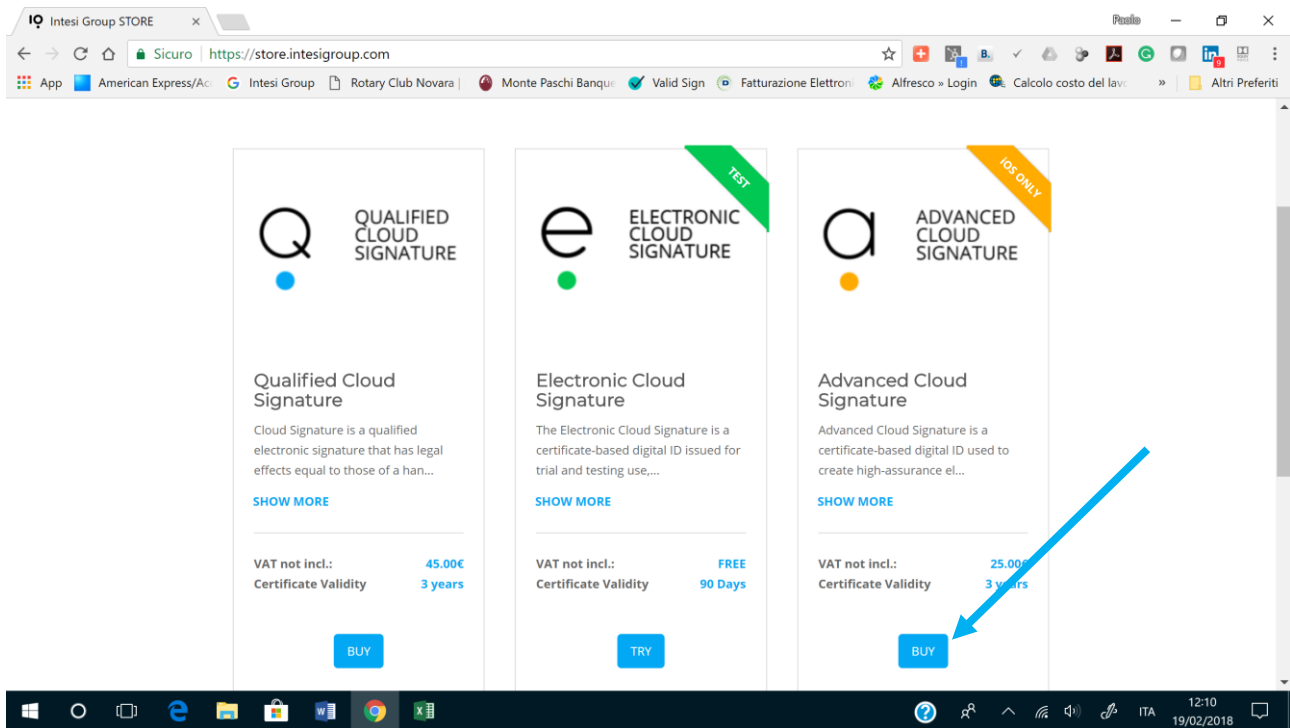 Intesi Group STORE
Paolo
Sicuro | https://store.intesigroup.com
App American Express/Acc Intesi Group Rotary Club Novara | Monte Paschi Banque Valid Sign Fatturazione Elettroni Alfresco » Login Calcolo costo del lavo » Altri Preferiti
TEST
iOS ONLY
Q QUALIFIED
CLOUD
SIGNATURE
e ELECTRONIC
CLOUD
SIGNATURE
a ADVANCED
CLOUD
SIGNATURE
Qualified Cloud
Signature
Cloud Signature is a qualified
electronic signature that has legal
effects equal to those of a han...
SHOW MORE
VAT not incl.: 45.00€
Certificate Validity 3 years
BUY
Electronic Cloud
Signature
The Electronic Cloud Signature is a
certificate-based digital ID issued for
trial and testing use,...
SHOW MORE
VAT not incl.: FREE
Certificate Validity 90 Days
TRY
Advanced Cloud
Signature
Advanced Cloud Signature is a
certificate-based digital ID used to
create high-assurance el...
SHOW MORE
VAT not incl.: 25.00€
Certificate Validity 3 years
BUY
ITA
12:10
19/02/2018